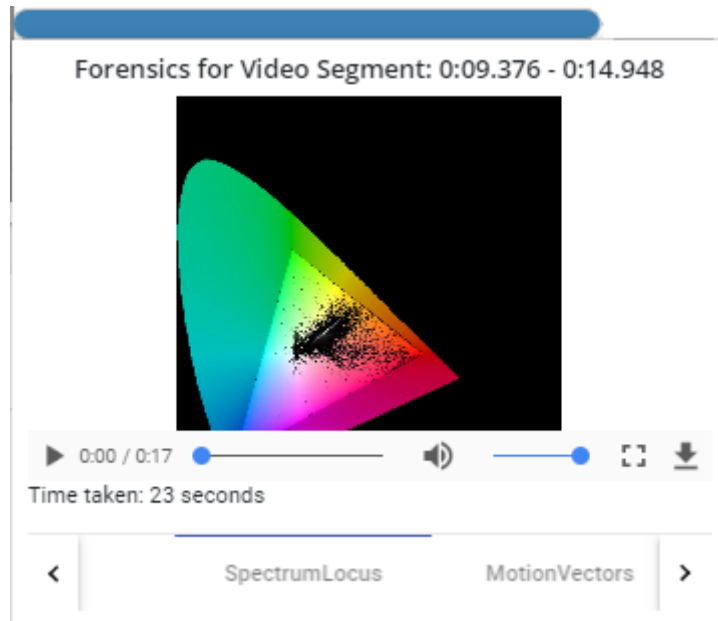 Forensics for Video Segment: 0:09.376 - 0:14.948
0:00 / 0:17
Time taken: 23 seconds
SpectrumLocus MotionVectors